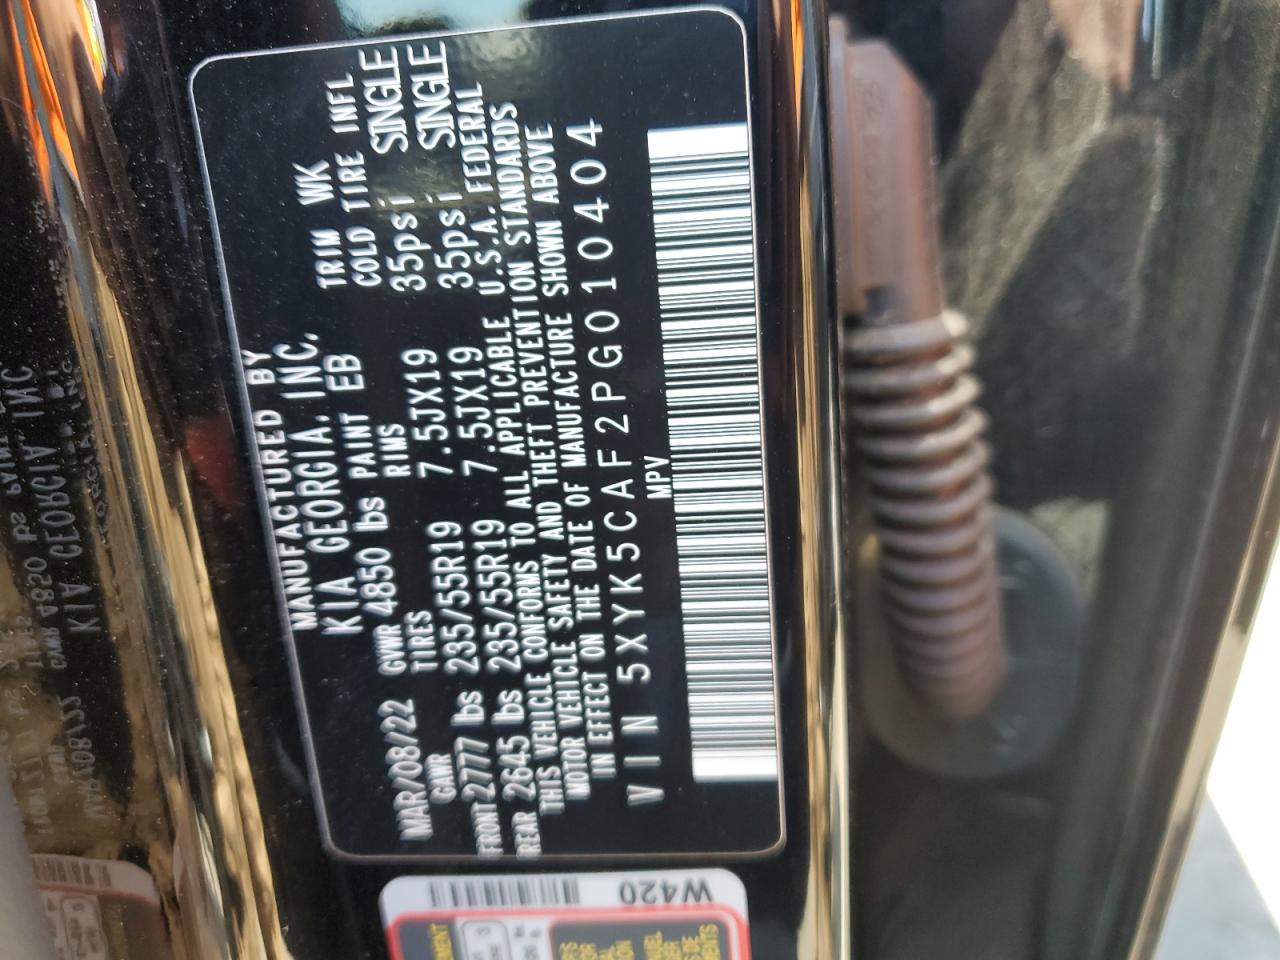 MANUFACTURED BY
KIA GEORGIA. INC.
MAR/08/22 GVWR 4850 lbs PAINT EB TRIM WK
GAWR TIRES RIMS COLD TIRE INFL
FRONT 2777 lbs 235/55R19 7.5JX19 35psi SINGLE
REAR 2645 lbs 235/55R19 7.5JX19 35psi SINGLE
THIS VEHICLE CONFORMS TO ALL APPLICABLE U.S.A. FEDERAL
MOTOR VEHICLE SAFETY AND THEFT PREVENTION STANDARDS
IN EFFECT ON THE DATE OF MANUFACTURE SHOWN ABOVE
VIN 5XYK5CAF2PG010404
MPV
W420